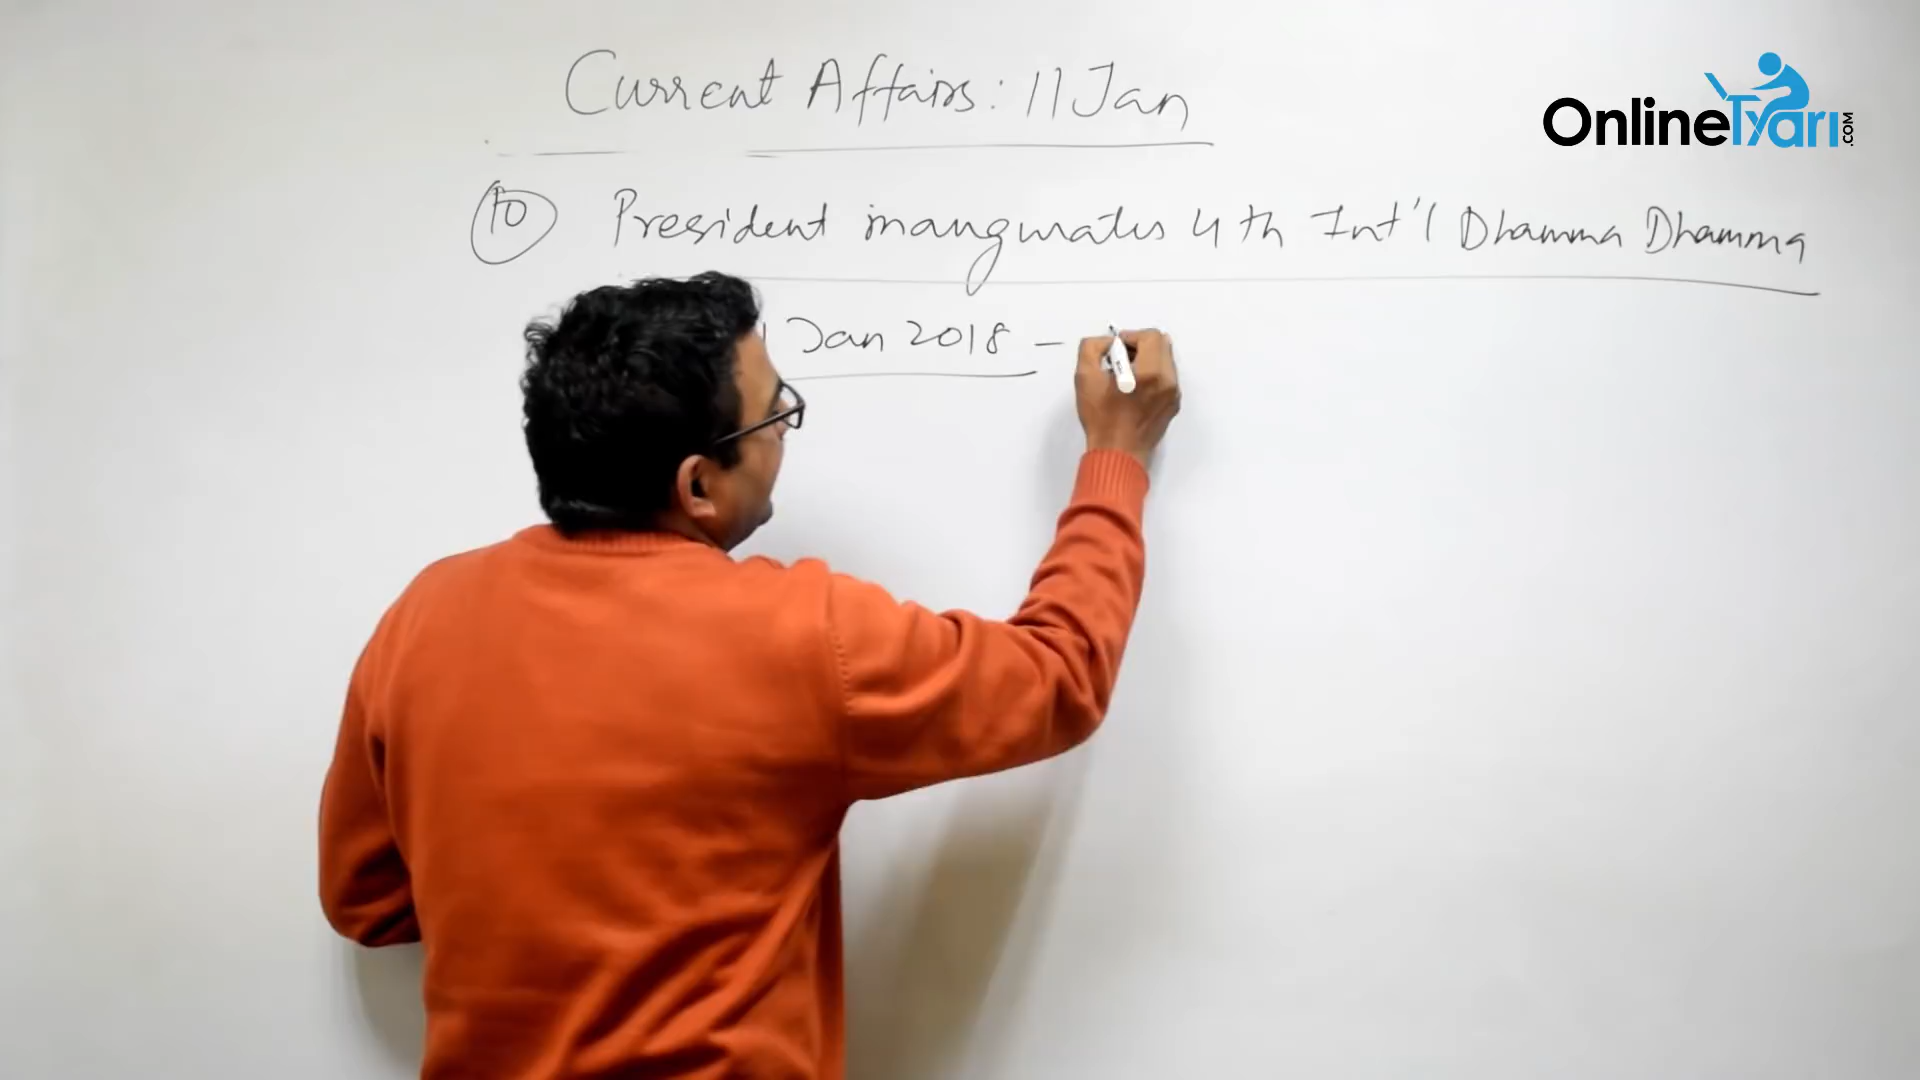 Current Affairs: 11 Jan
OnlineTyari.COM
10 President inaugurates 4th Int'l Dhamma Dhamma
Jan 2018 –